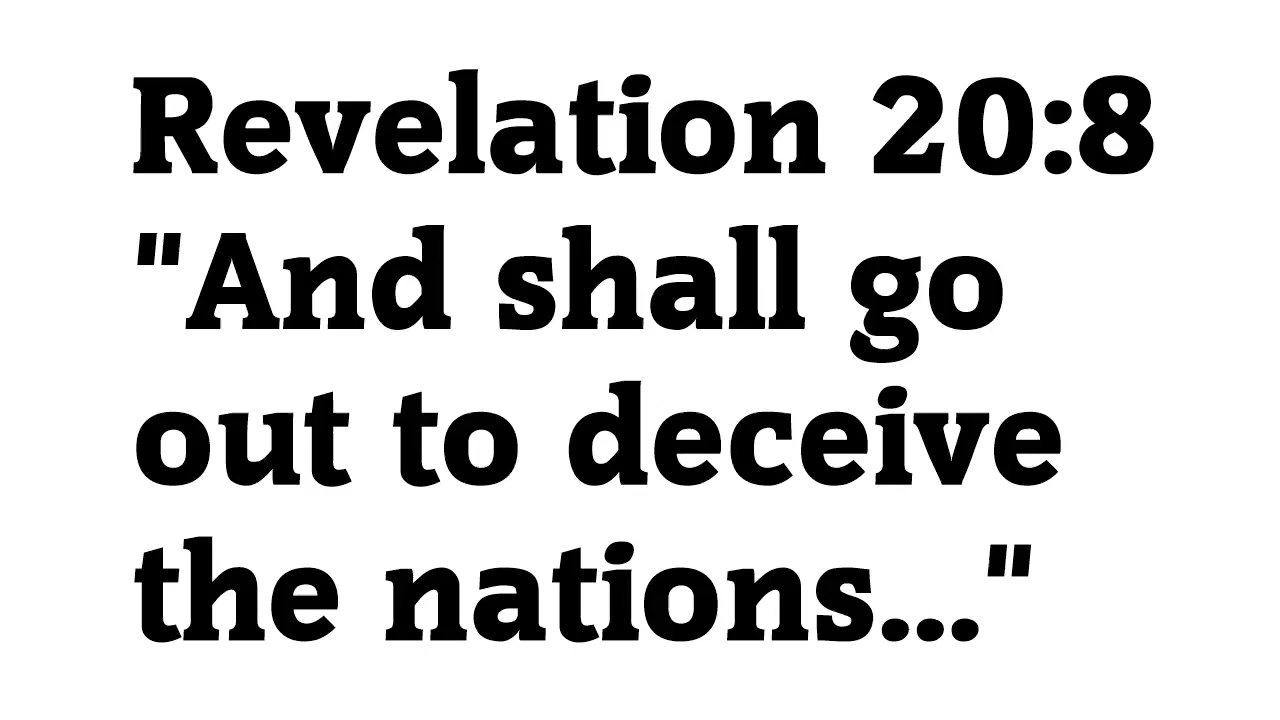 Revelation 20:8
"And shall go
out to deceive
the nations..."